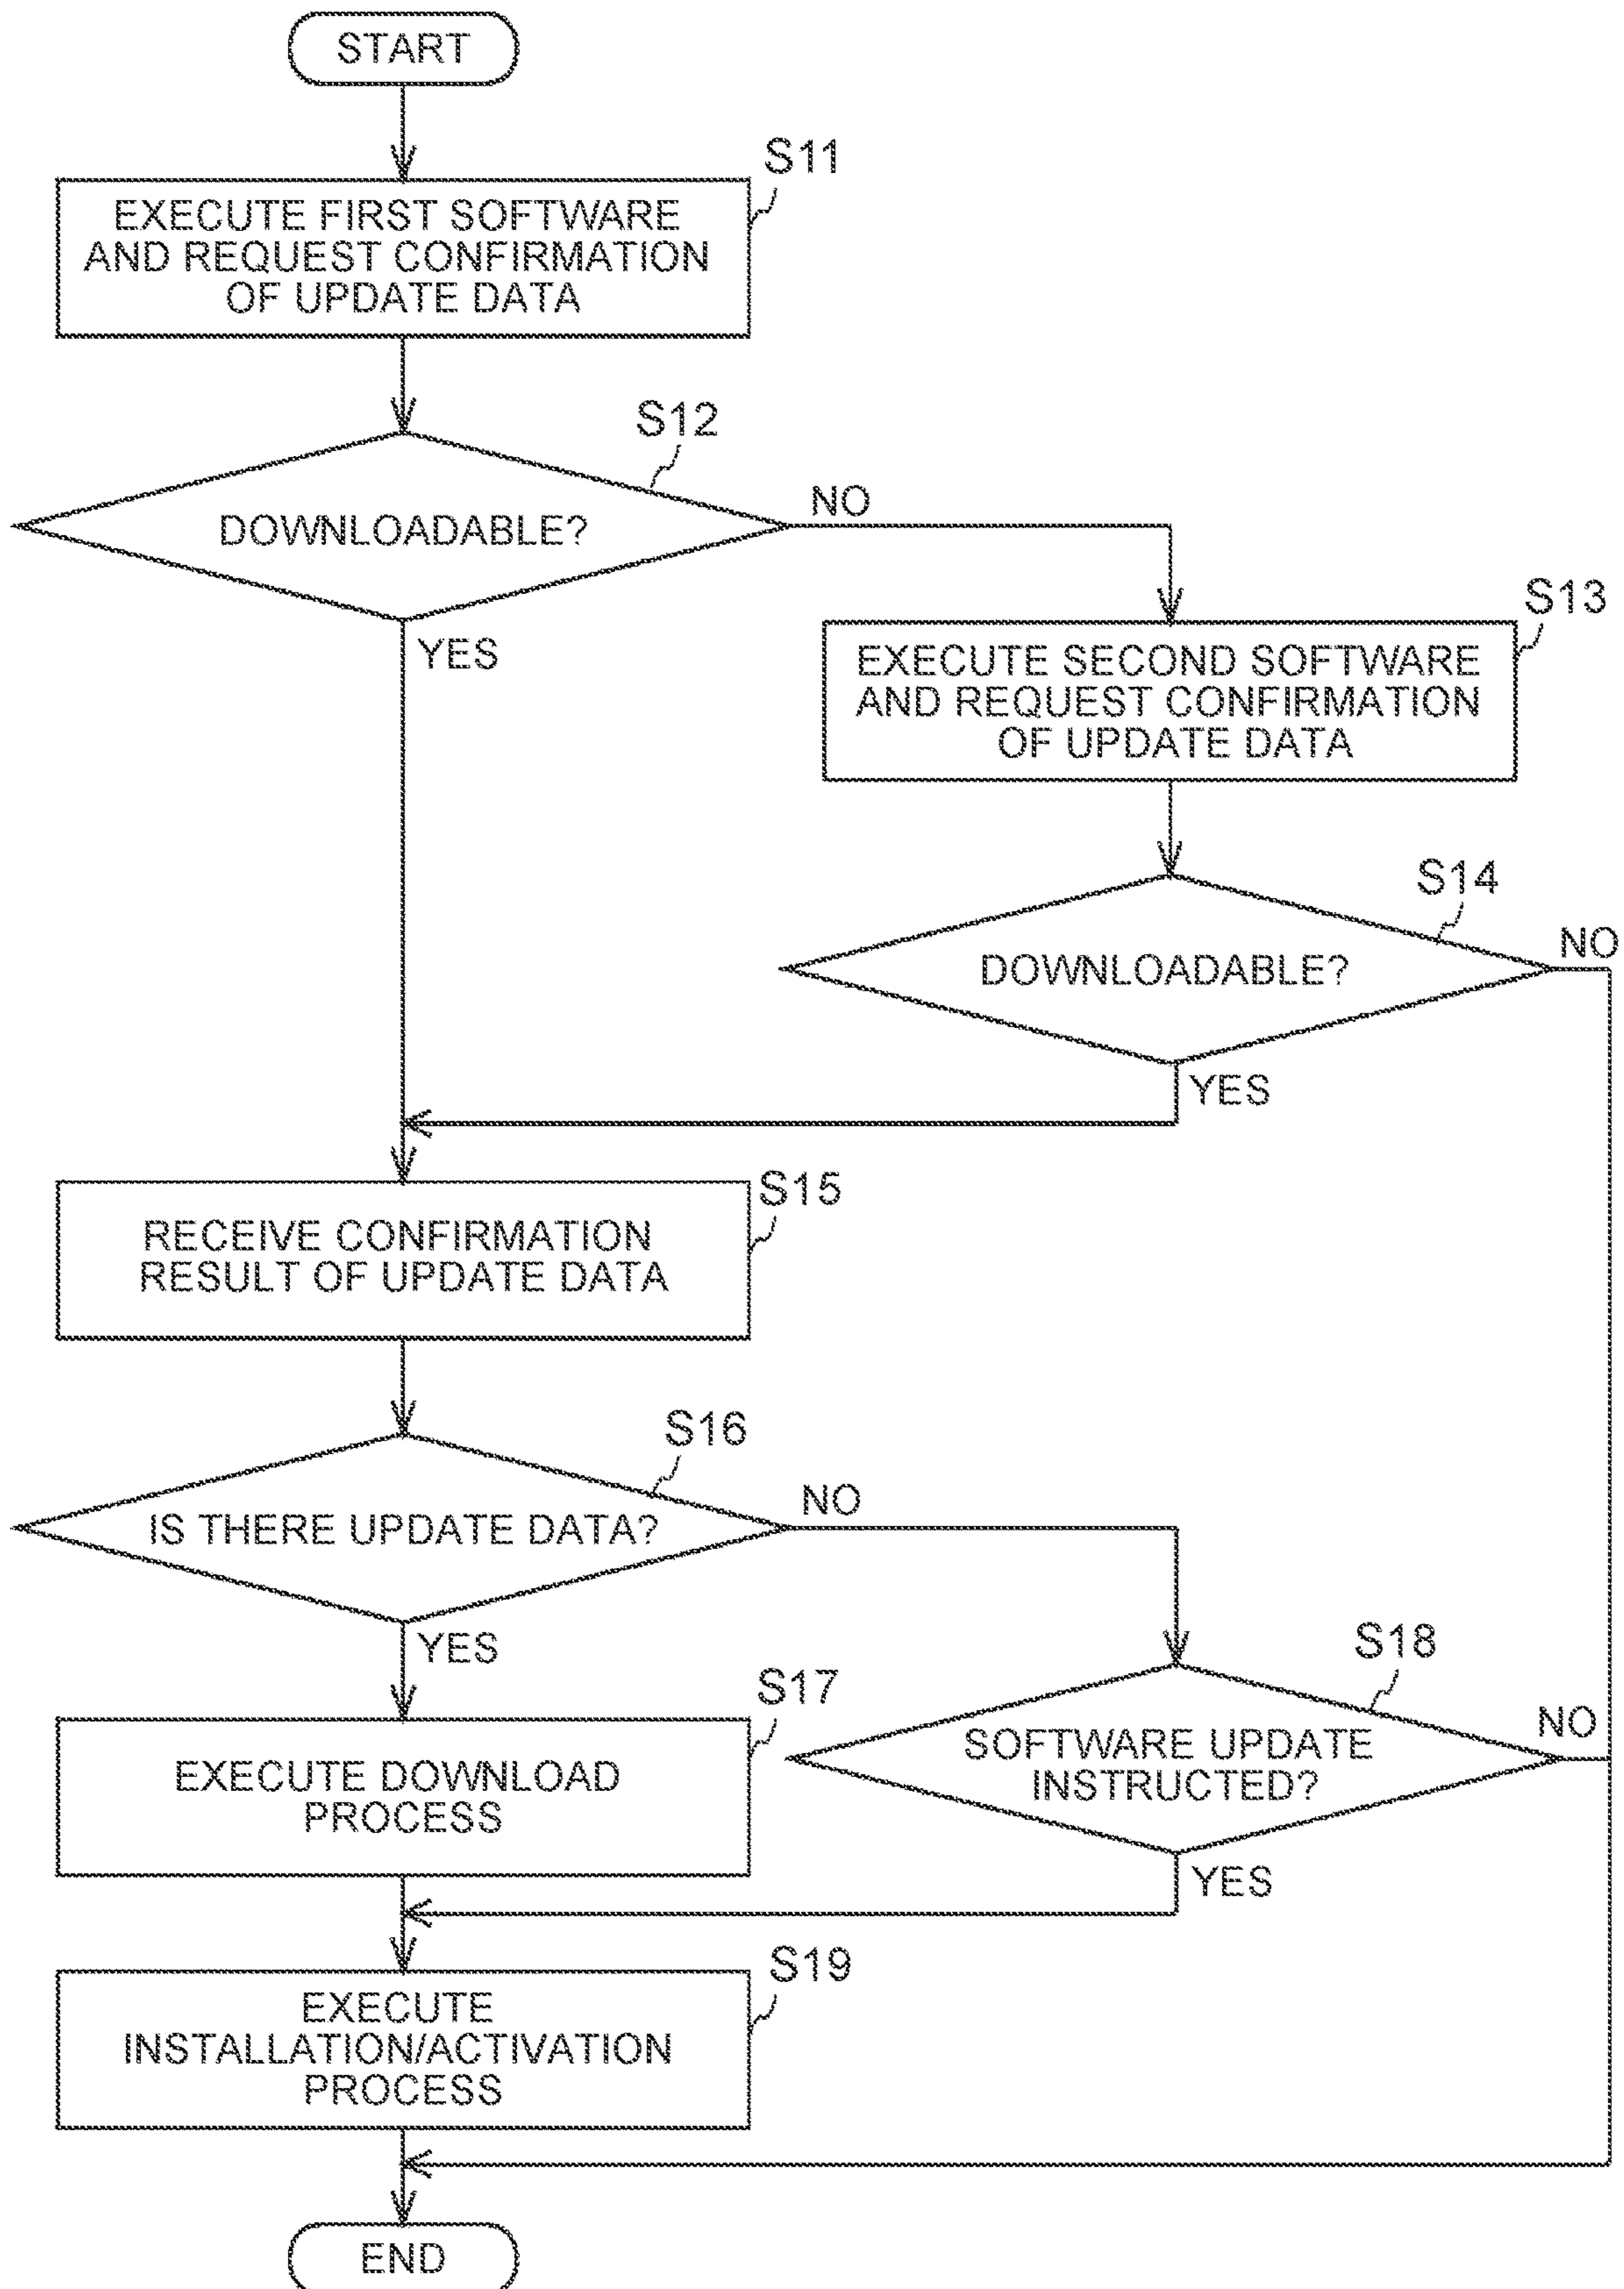 START
S11
EXECUTE FIRST SOFTWARE
AND REQUEST CONFIRMATION
OF UPDATE DATA
S12
DOWNLOADABLE?
NO
YES
S13
EXECUTE SECOND SOFTWARE
AND REQUEST CONFIRMATION
OF UPDATE DATA
S14
DOWNLOADABLE?
NO
YES
S15
RECEIVE CONFIRMATION
RESULT OF UPDATE DATA
S16
IS THERE UPDATE DATA?
NO
YES
S17
EXECUTE DOWNLOAD
PROCESS
S18
SOFTWARE UPDATE
INSTRUCTED?
NO
YES
S19
EXECUTE
INSTALLATION/ACTIVATION
PROCESS
END